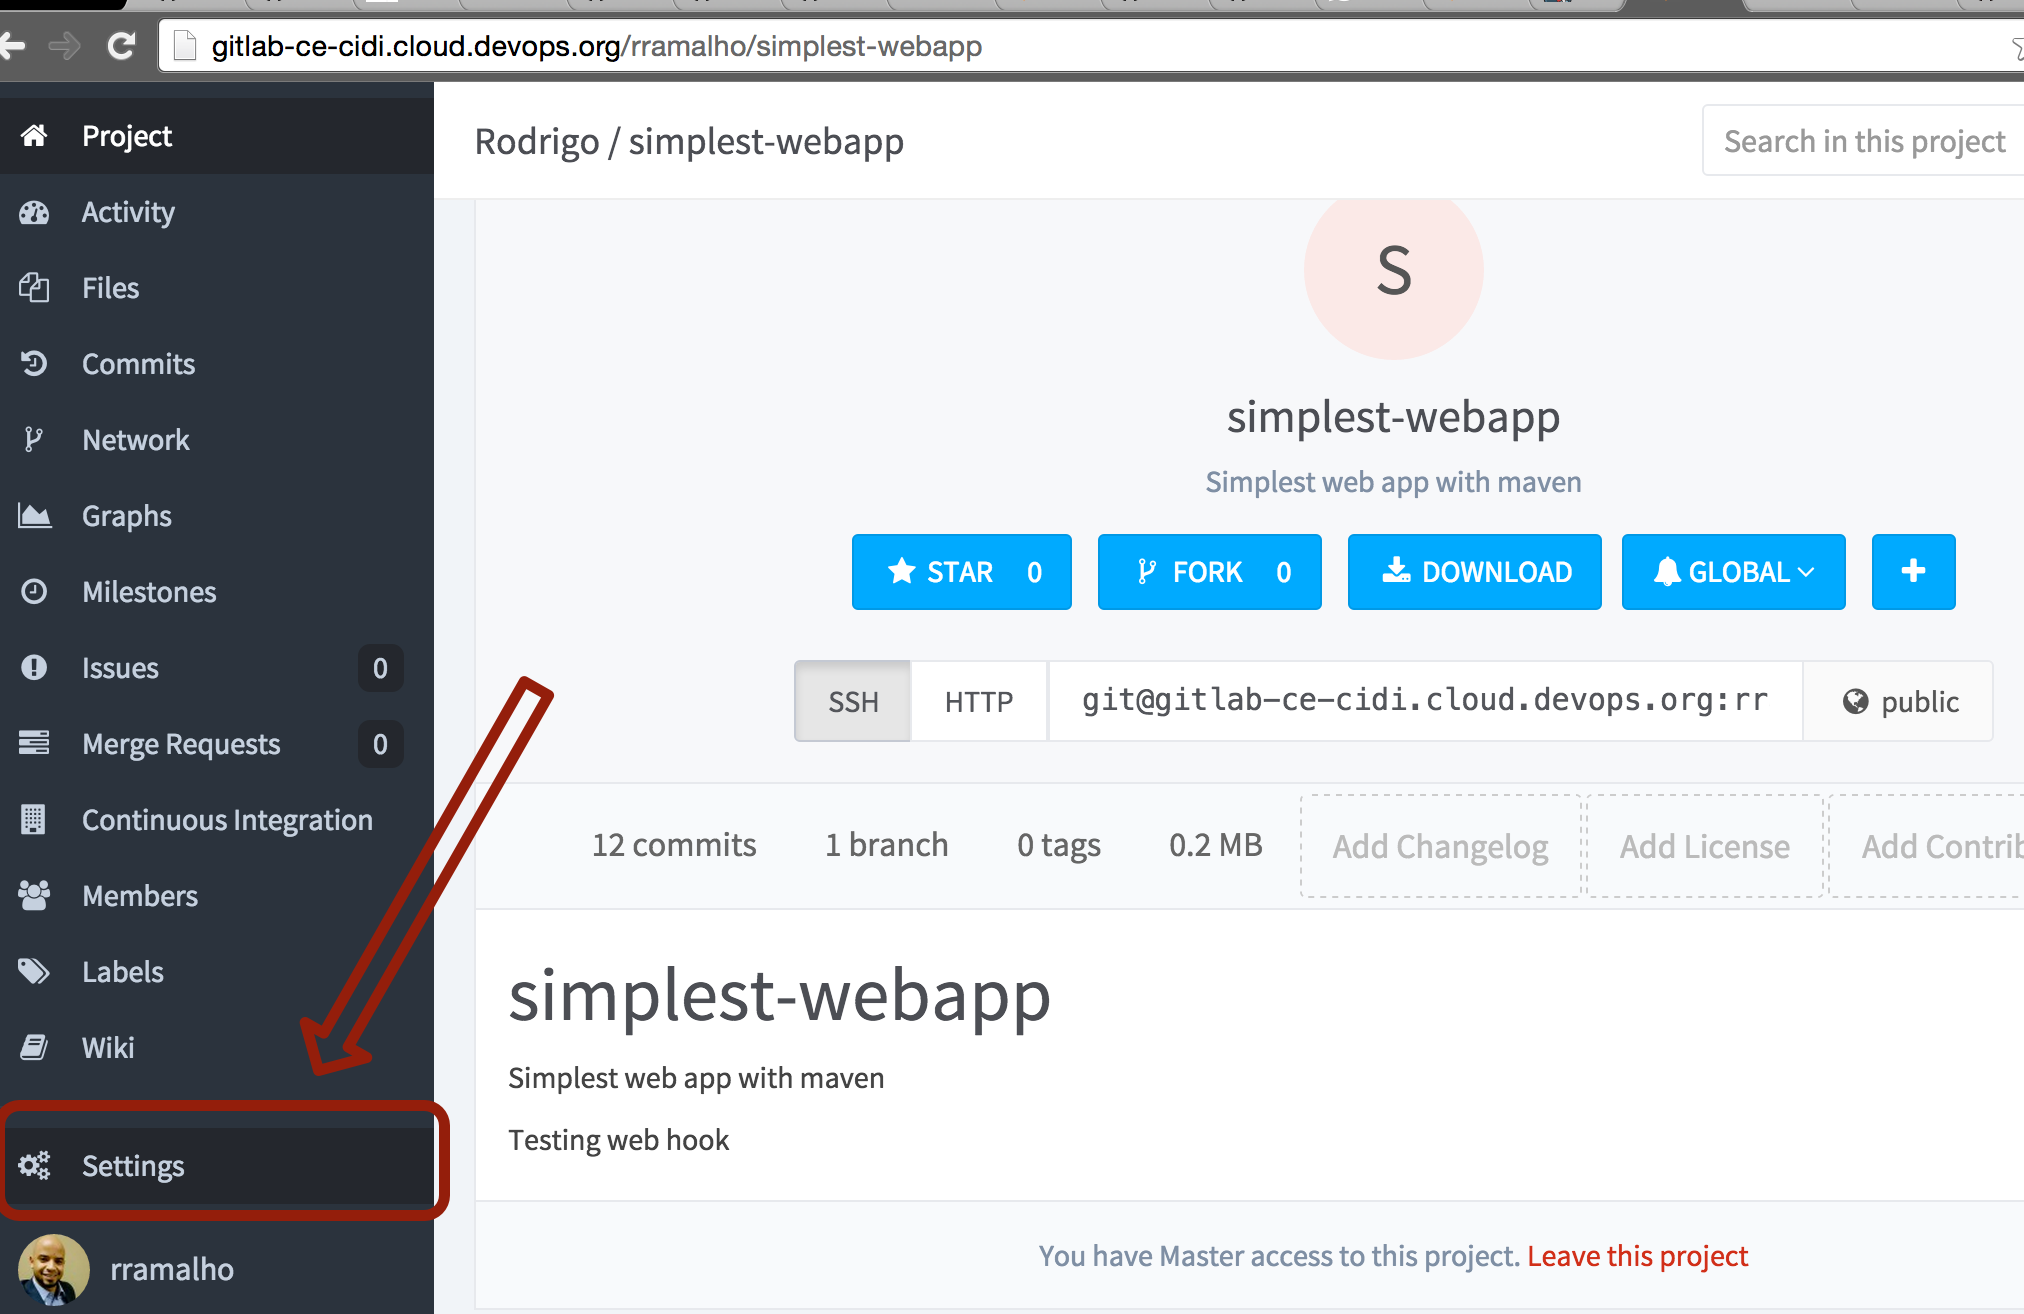 gitlab-ce-cidi.cloud.devops.org/rramalho/simplest-webapp
Project
Activity
Files
Commits
Network
Graphs
Milestones
Issues 0
Merge Requests 0
Continuous Integration
Members
Labels
Wiki
Settings
rramalho
Rodrigo / simplest-webapp
Search in this project
S
simplest-webapp
Simplest web app with maven
STAR 0 FORK 0 DOWNLOAD GLOBAL +
SSH HTTP git@gitlab-ce-cidi.cloud.devops.org:rr public
12 commits 1 branch 0 tags 0.2 MB Add Changelog Add License Add Contrib
simplest-webapp
Simplest web app with maven
Testing web hook
You have Master access to this project. Leave this project